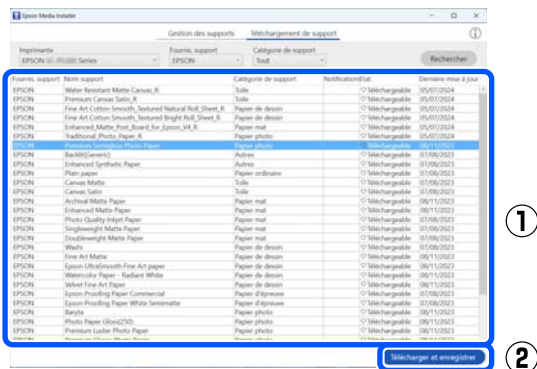 Epson Media Installer
Gestion des supports Téléchargement de support
Imprimante Fournis. support Catégorie de support
EPSON Series EPSON Tout Rechercher
Fournis. support Nom support Catégorie de support Notification Etat Dernière mise à jour
EPSON Water Resistant Matte Canvas_R Toile Téléchargeable 05/07/2024
EPSON Premium Canvas Satin_R Toile Téléchargeable 05/07/2024
EPSON Fine Art Cotton Smooth_Textured Natural Roll_Sheet_R Papier de dessin Téléchargeable 05/07/2024
EPSON Fine Art Cotton Smooth_Textured Bright Roll_Sheet_R Papier de dessin Téléchargeable 05/07/2024
EPSON Enhanced_Matte_Post_Board_for_Epson_V4_R Papier mat Téléchargeable 05/07/2024
EPSON Traditional_Photo_Paper_R Papier photo Téléchargeable 05/07/2024
EPSON Premium Semigloss Photo Paper Papier photo Téléchargeable 08/11/2023
EPSON Backlit(Generic) Autres Téléchargeable 07/08/2023
EPSON Enhanced Synthetic Paper Autres Téléchargeable 07/08/2023
EPSON Plain paper Papier ordinaire Téléchargeable 07/08/2023
EPSON Canvas Matte Toile Téléchargeable 07/08/2023
EPSON Canvas Satin Toile Téléchargeable 07/08/2023
EPSON Archival Matte Paper Papier mat Téléchargeable 08/11/2023
EPSON Enhanced Matte Paper Papier mat Téléchargeable 08/11/2023
EPSON Photo Quality Inkjet Paper Papier mat Téléchargeable 07/08/2023
EPSON Singleweight Matte Paper Papier mat Téléchargeable 07/08/2023
EPSON Doubleweight Matte Paper Papier mat Téléchargeable 07/08/2023
EPSON Washi Papier de dessin Téléchargeable 07/08/2023
EPSON Fine Art Matte Papier de dessin Téléchargeable 08/11/2023
EPSON Epson UltraSmooth Fine Art paper Papier de dessin Téléchargeable 08/11/2023
EPSON Watercolor Paper - Radiant White Papier de dessin Téléchargeable 08/11/2023
EPSON Velvet Fine Art Paper Papier de dessin Téléchargeable 08/11/2023
EPSON Epson Proofing Paper Commercial Papier d'épreuve Téléchargeable 07/08/2023
EPSON Epson Proofing Paper White Semimatte Papier d'épreuve Téléchargeable 07/08/2023
EPSON Baryta Papier photo Téléchargeable 08/11/2023
EPSON Photo Paper Gloss(250) Papier photo Téléchargeable 08/11/2023
EPSON Premium Luster Photo Paper Papier photo Téléchargeable 08/11/2023
1
Télécharger et enregistrer 2